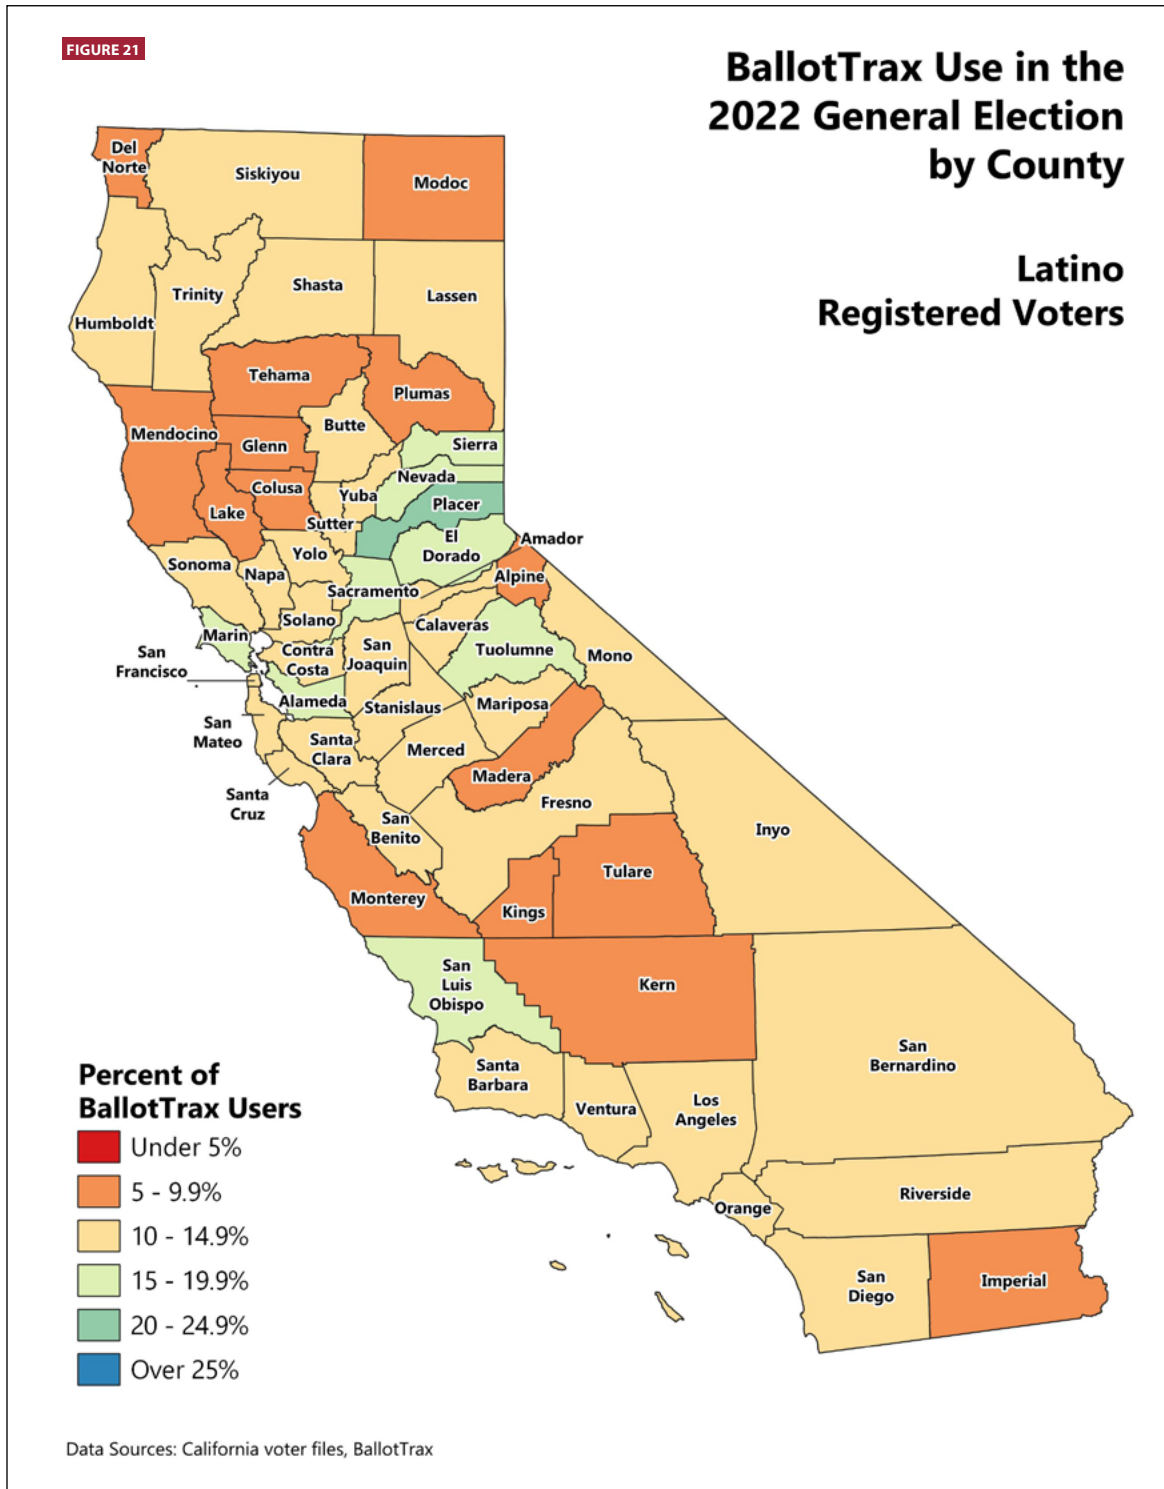 FIGURE 21
BallotTrax Use in the
2022 General Election
by County
Latino
Registered Voters
Del
Norte
Siskiyou
Modoc
Humboldt
Trinity
Shasta
Lassen
Tehama
Plumas
Mendocino
Glenn
Butte
Sierra
Nevada
Colusa
Yuba
Placer
Lake
Sutter
El
Dorado
Amador
Sonoma
Yolo
Napa
Alpine
Sacramento
Solano
Calaveras
Marin
Tuolumne
Mono
San
Francisco
Contra
Costa
San
Joaquin
Alameda
Stanislaus
Mariposa
San
Mateo
Santa
Clara
Merced
Madera
Santa
Cruz
Fresno
San
Benito
Inyo
Tulare
Monterey
Kings
San
Luis
Obispo
Kern
San
Bernardino
Santa
Barbara
Ventura
Los
Angeles
Orange
Riverside
San
Diego
Imperial
Percent of
BallotTrax Users
Under 5%
5 - 9.9%
10 - 14.9%
15 - 19.9%
20 - 24.9%
Over 25%
Data Sources: California voter files, BallotTrax